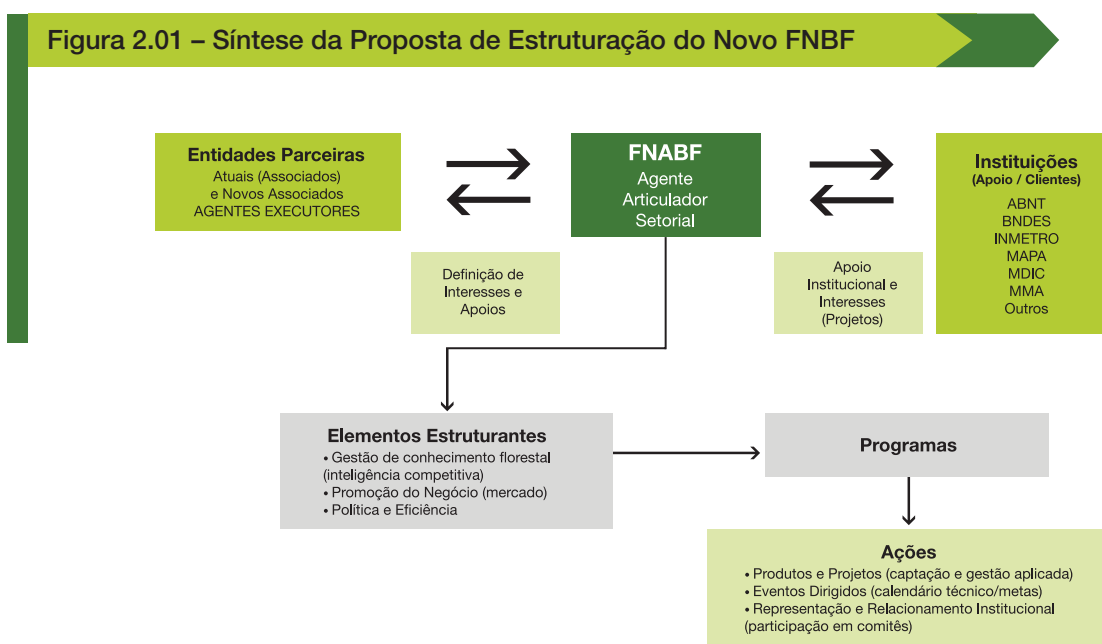 Figura 2.01 – Síntese da Proposta de Estruturação do Novo FNBF
Entidades Parceiras
Atuais (Associados)
e Novos Associados
AGENTES EXECUTORES
FNABF
Agente
Articulador
Setorial
Instituições
(Apoio / Clientes)
ABNT
BNDES
INMETRO
MAPA
MDIC
MMA
Outros
Definição de
Interesses e
Apoios
Apoio
Institucional e
Interesses
(Projetos)
Elementos Estruturantes
• Gestão de conhecimento florestal
(inteligência competitiva)
• Promoção do Negócio (mercado)
• Política e Eficiência
Programas
Ações
• Produtos e Projetos (captação e gestão aplicada)
• Eventos Dirigidos (calendário técnico/metas)
• Representação e Relacionamento Institucional
(participação em comitês)